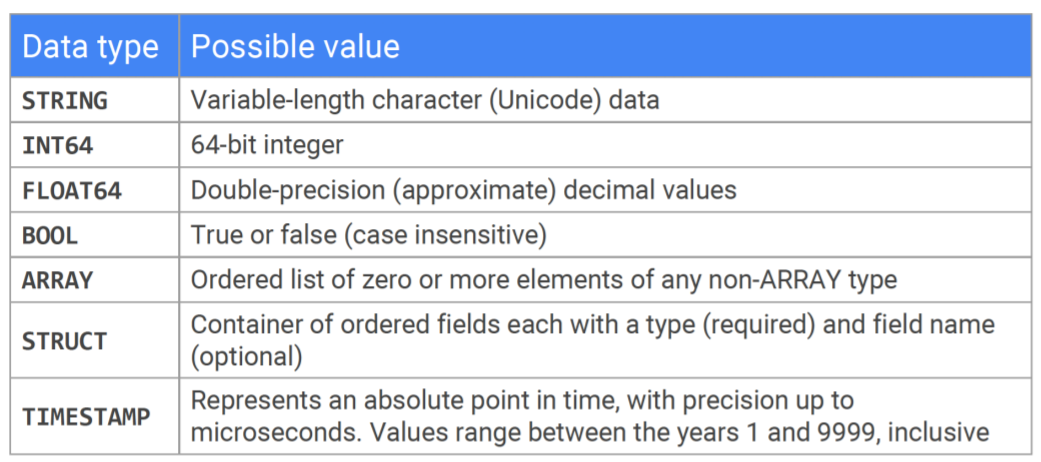 Data type Possible value
STRING Variable-length character (Unicode) data
INT64 64-bit integer
FLOAT64 Double-precision (approximate) decimal values
BOOL True or false (case insensitive)
ARRAY Ordered list of zero or more elements of any non-ARRAY type
STRUCT Container of ordered fields each with a type (required) and field name
(optional)
TIMESTAMP Represents an absolute point in time, with precision up to
microseconds. Values range between the years 1 and 9999, inclusive